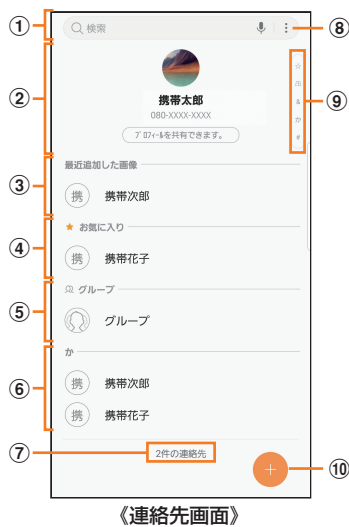 ① 検索 ⑧
② 携帯太郎
080-XXXX-XXXX
プロフィールを共有できます。
☆
&
か
#
⑨
③ 最近追加した画像
携 携帯次郎
④ ★ お気に入り
携 携帯花子
⑤ グループ
グループ
⑥ か
携 携帯次郎
携 携帯花子
⑦ 2件の連絡先
+ ⑩
《連絡先画面》